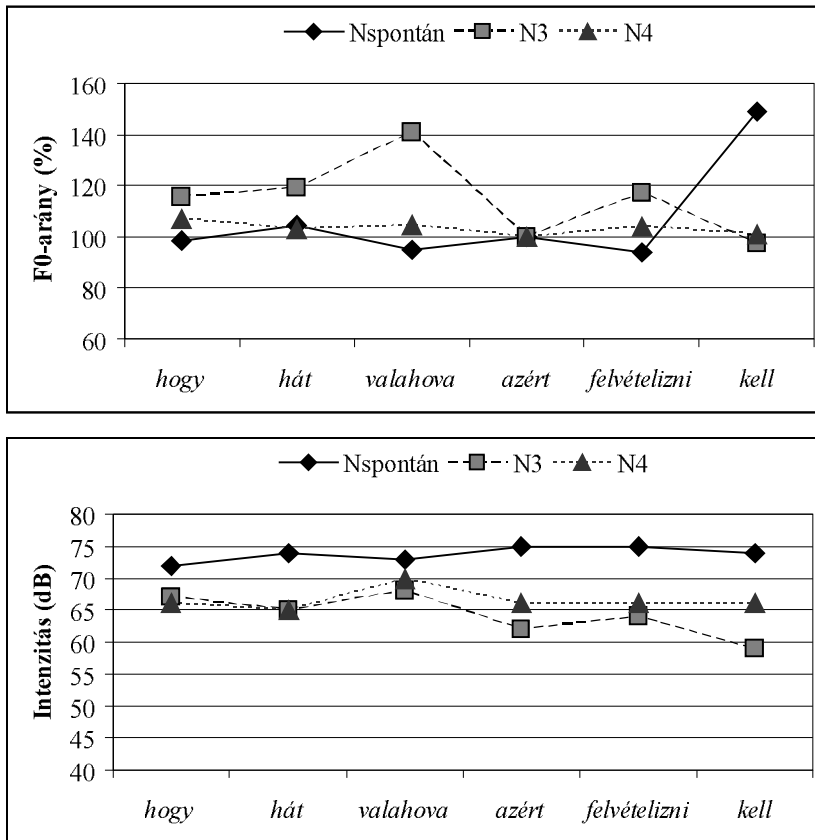 Nspontán N3 N4
F0-arány (%)
160
140
120
100
80
60
hogy hát valahova azért felvételizni kell
Nspontán N3 N4
Intenzitás (dB)
80
75
70
65
60
55
50
45
40
hogy hát valahova azért felvételizni kell